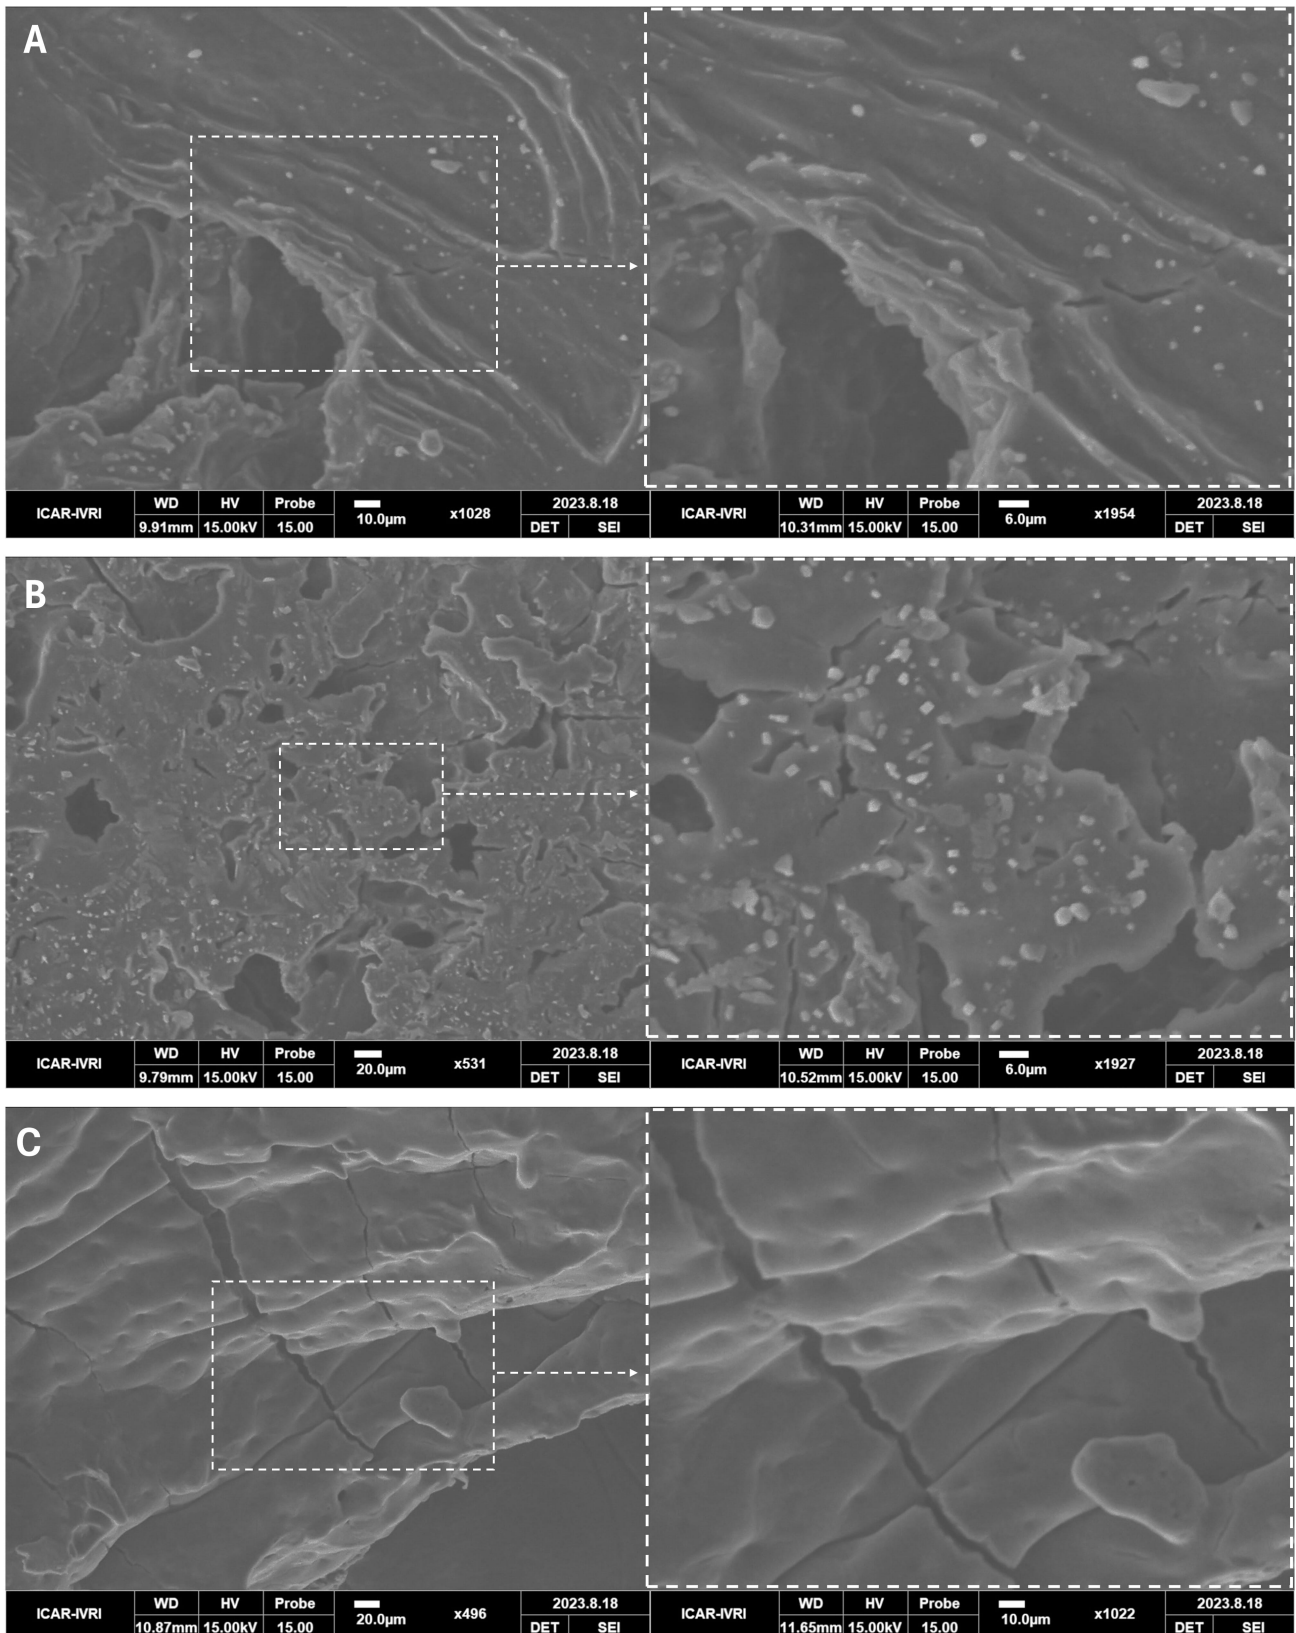 A
ICAR-IVRI WD HV Probe 10.0µm x1028 2023.8.18
9.91mm 15.00kV 15.00 DET SEI
ICAR-IVRI WD HV Probe 6.0µm x1954 2023.8.18
10.31mm 15.00kV 15.00 DET SEI
B
ICAR-IVRI WD HV Probe 20.0µm x531 2023.8.18
9.79mm 15.00kV 15.00 DET SEI
ICAR-IVRI WD HV Probe 6.0µm x1927 2023.8.18
10.52mm 15.00kV 15.00 DET SEI
C
ICAR-IVRI WD HV Probe 20.0µm x496 2023.8.18
10.87mm 15.00kV 15.00 DET SEI
ICAR-IVRI WD HV Probe 10.0µm x1022 2023.8.18
11.65mm 15.00kV 15.00 DET SEI